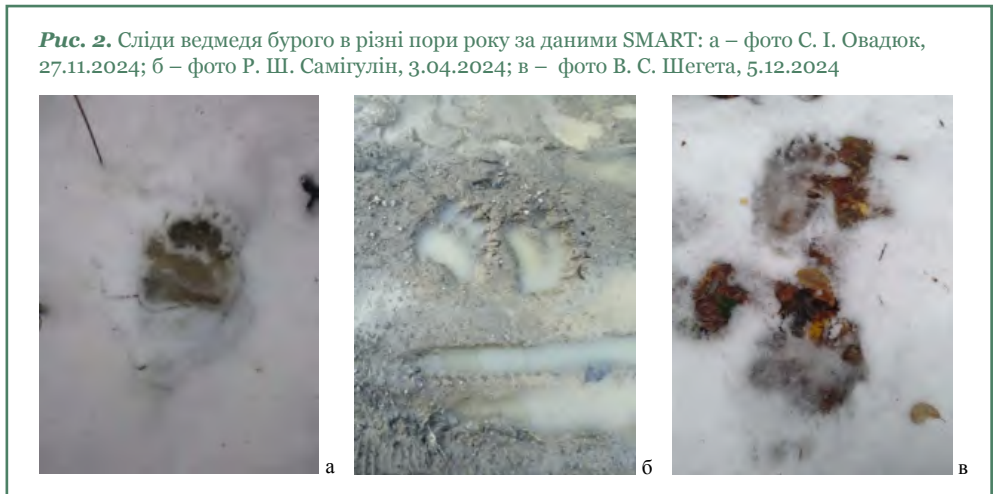 Рис. 2. Сліди ведмедя бурого в різні пори року за даними SMART: а – фото С. І. Овадюк,
27.11.2024; б – фото Р. Ш. Самігулін, 3.04.2024; в – фото В. С. Шегета, 5.12.2024
а
б
в